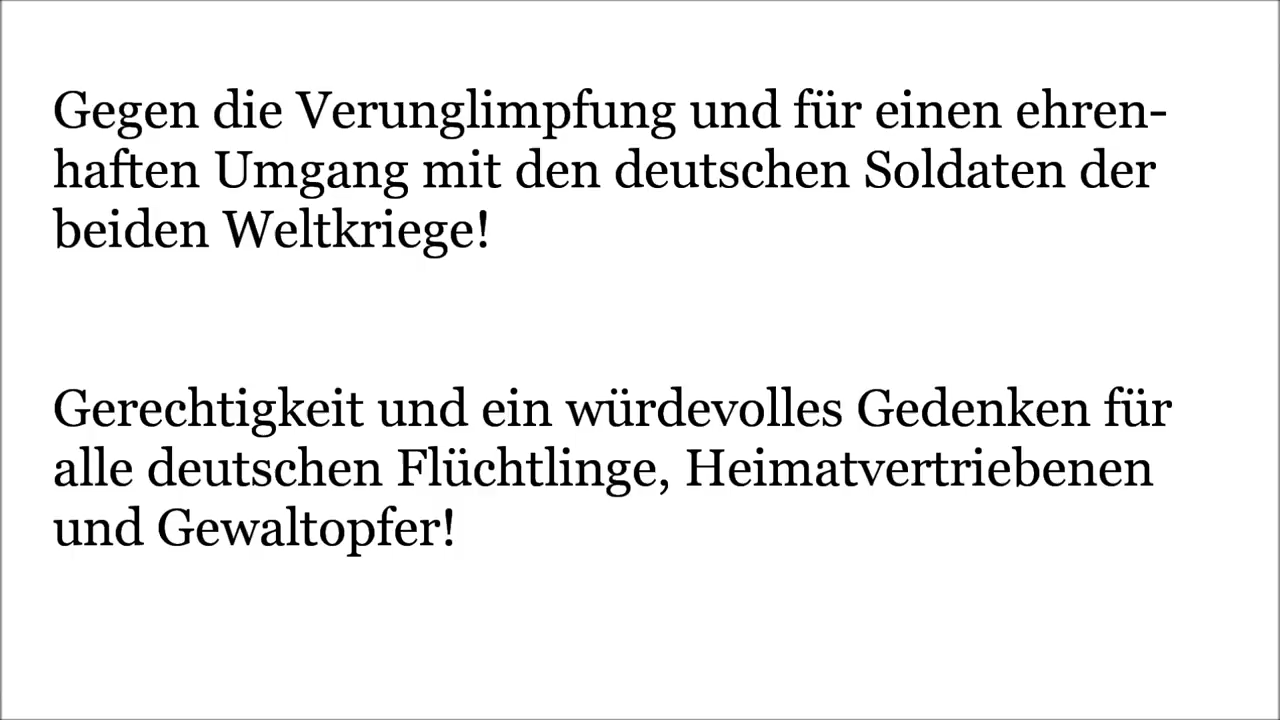 Gegen die Verunglimpfung und für einen ehren-
haften Umgang mit den deutschen Soldaten der
beiden Weltkriege!
Gerechtigkeit und ein würdevolles Gedenken für
alle deutschen Flüchtlinge, Heimatvertriebenen
und Gewaltopfer!